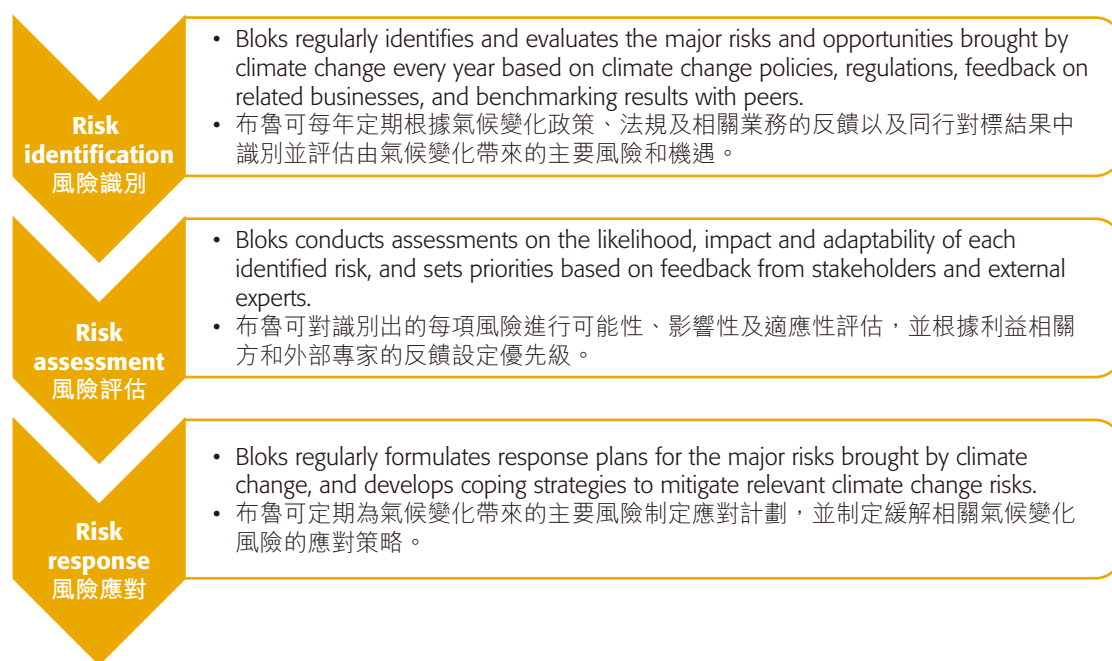 Risk
identification
風險識別
• Bloks regularly identifies and evaluates the major risks and opportunities brought by
climate change every year based on climate change policies, regulations, feedback on
related businesses, and benchmarking results with peers.
• 布魯可每年定期根據氣候變化政策、法規及相關業務的反饋以及同行對標結果中
識別並評估由氣候變化帶來的主要風險和機遇。
Risk
assessment
風險評估
• Bloks conducts assessments on the likelihood, impact and adaptability of each
identified risk, and sets priorities based on feedback from stakeholders and external
experts.
• 布魯可對識別出的每項風險進行可能性、影響性及適應性評估，並根據利益相關
方和外部專家的反饋設定優先級。
Risk
response
風險應對
• Bloks regularly formulates response plans for the major risks brought by climate
change, and develops coping strategies to mitigate relevant climate change risks.
• 布魯可定期為氣候變化帶來的主要風險制定應對計劃，並制定緩解相關氣候變化
風險的應對策略。